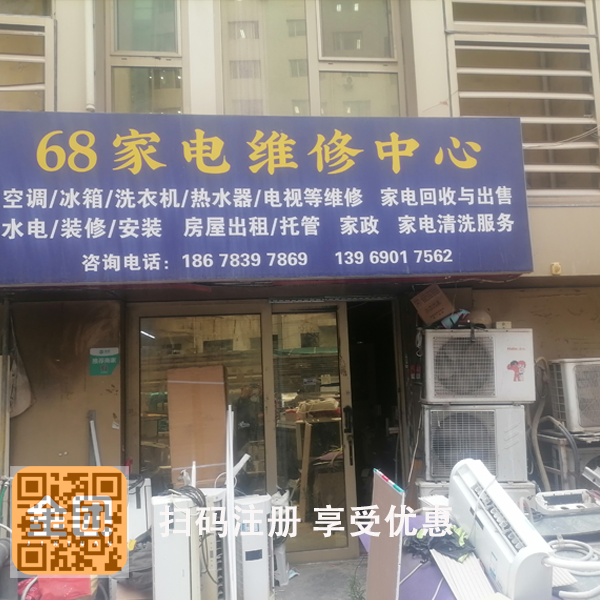 68家电维修中心
空调/冰箱/洗衣机/热水器/电视等维修 家电回收与出售
水电/装修/安装 房屋出租/托管 家政 家电清洗服务
咨询电话：186 7839 7869 139 6901 7562
全团 扫码注册 享受优惠